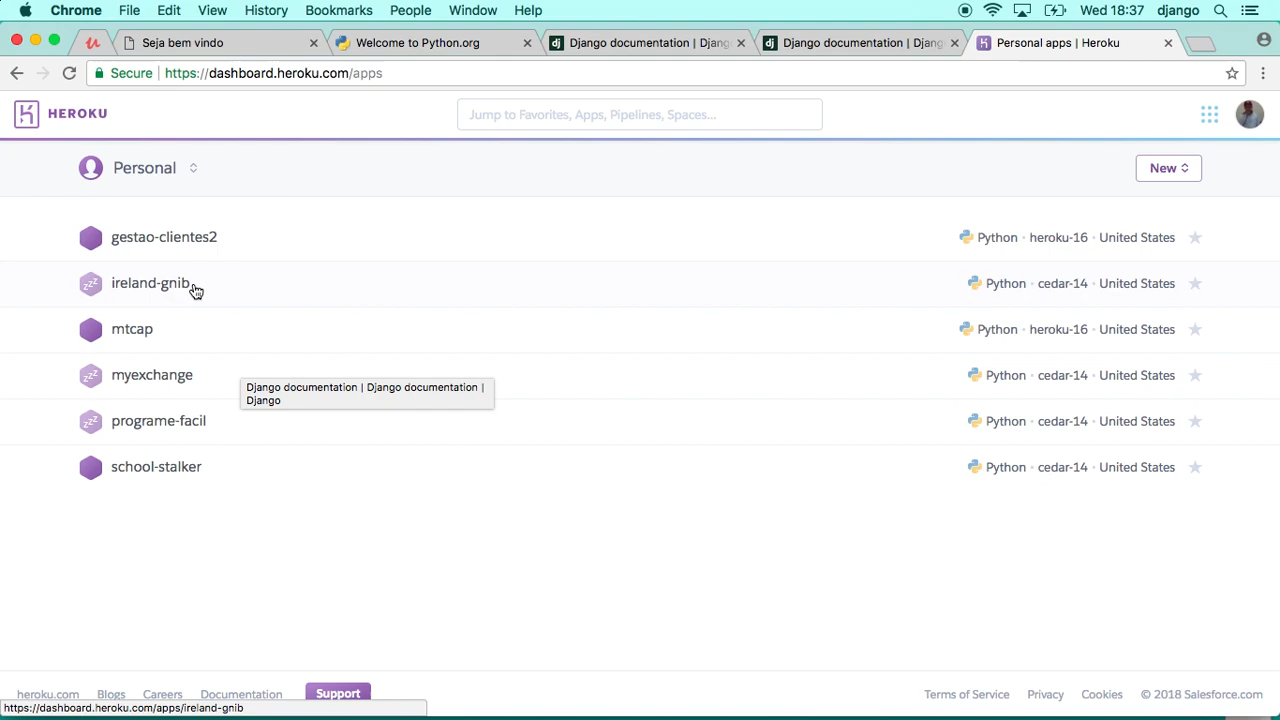 Chrome File Edit View History Bookmarks People Window Help Wed 18:37 django
Seja bem vindo Welcome to Python.org Django documentation | Djang Django documentation | Djang Personal apps | Heroku
Secure https://dashboard.heroku.com/apps
HEROKU Jump to Favorites, Apps, Pipelines, Spaces...
Personal New
gestao-clientes2 Python · heroku-16 · United States
zzz ireland-gnib Python · cedar-14 · United States
mtcap Python · heroku-16 · United States
zzz myexchange Python · cedar-14 · United States
Django documentation | Django documentation |
Django
zzz programe-facil Python · cedar-14 · United States
school-stalker Python · cedar-14 · United States
heroku.com Blogs Careers Documentation Support Terms of Service Privacy Cookies © 2018 Salesforce.com
https://dashboard.heroku.com/apps/ireland-gnib